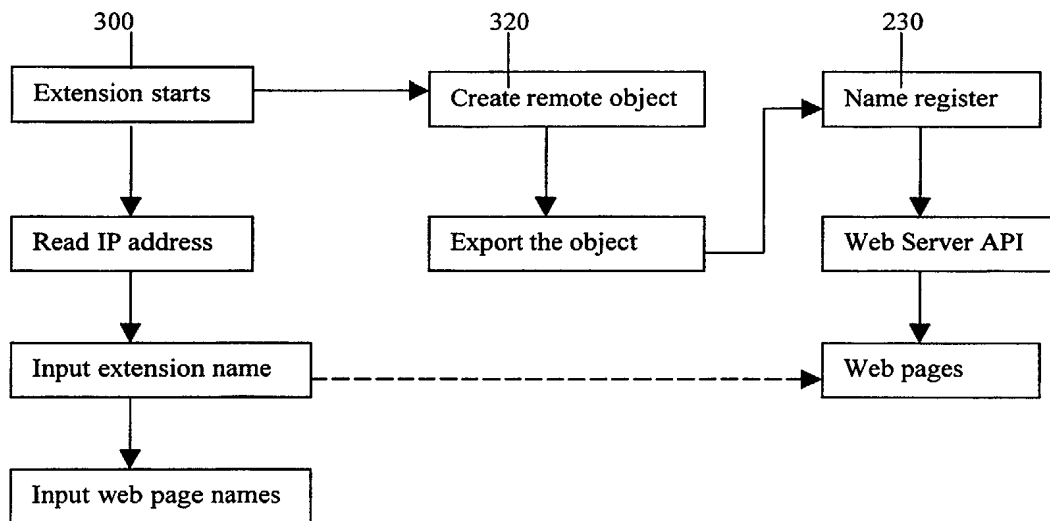 300
320
230
Extension starts
Create remote object
Name register
Read IP address
Export the object
Web Server API
Input extension name
Web pages
Input web page names